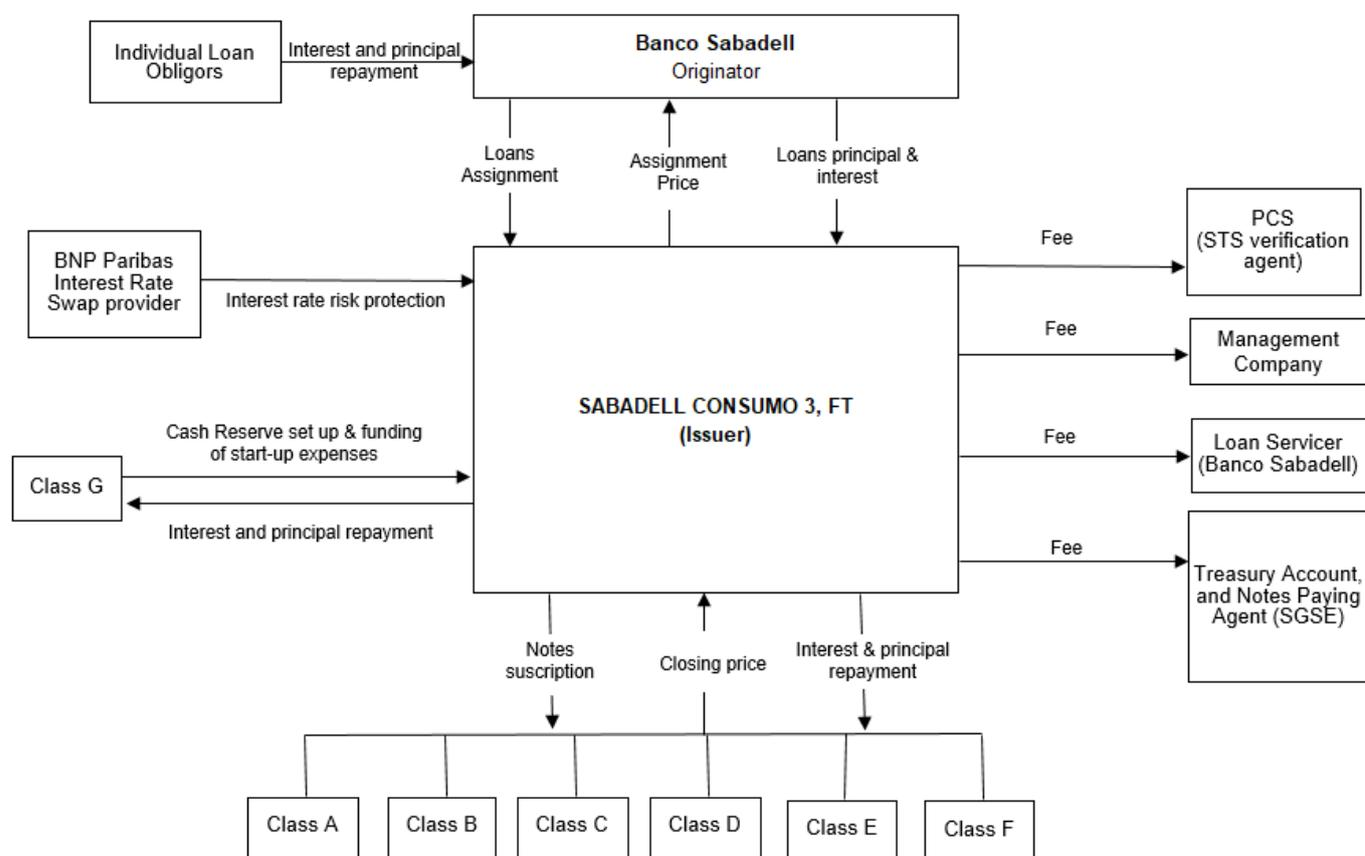 Individual Loan
Obligors
Interest and principal
repayment
Banco Sabadell
Originator
Loans
Assignment
Assignment
Price
Loans principal &
interest
BNP Paribas
Interest Rate
Swap provider
Interest rate risk protection
Fee
PCS
(STS verification
agent)
Fee
Management
Company
SABADELL CONSUMO 3, FT
(Issuer)
Cash Reserve set up & funding
of start-up expenses
Class G
Interest and principal repayment
Fee
Loan Servicer
(Banco Sabadell)
Fee
Treasury Account,
and Notes Paying
Agent (SGSE)
Notes
suscription
Closing price
Interest & principal
repayment
Class A
Class B
Class C
Class D
Class E
Class F